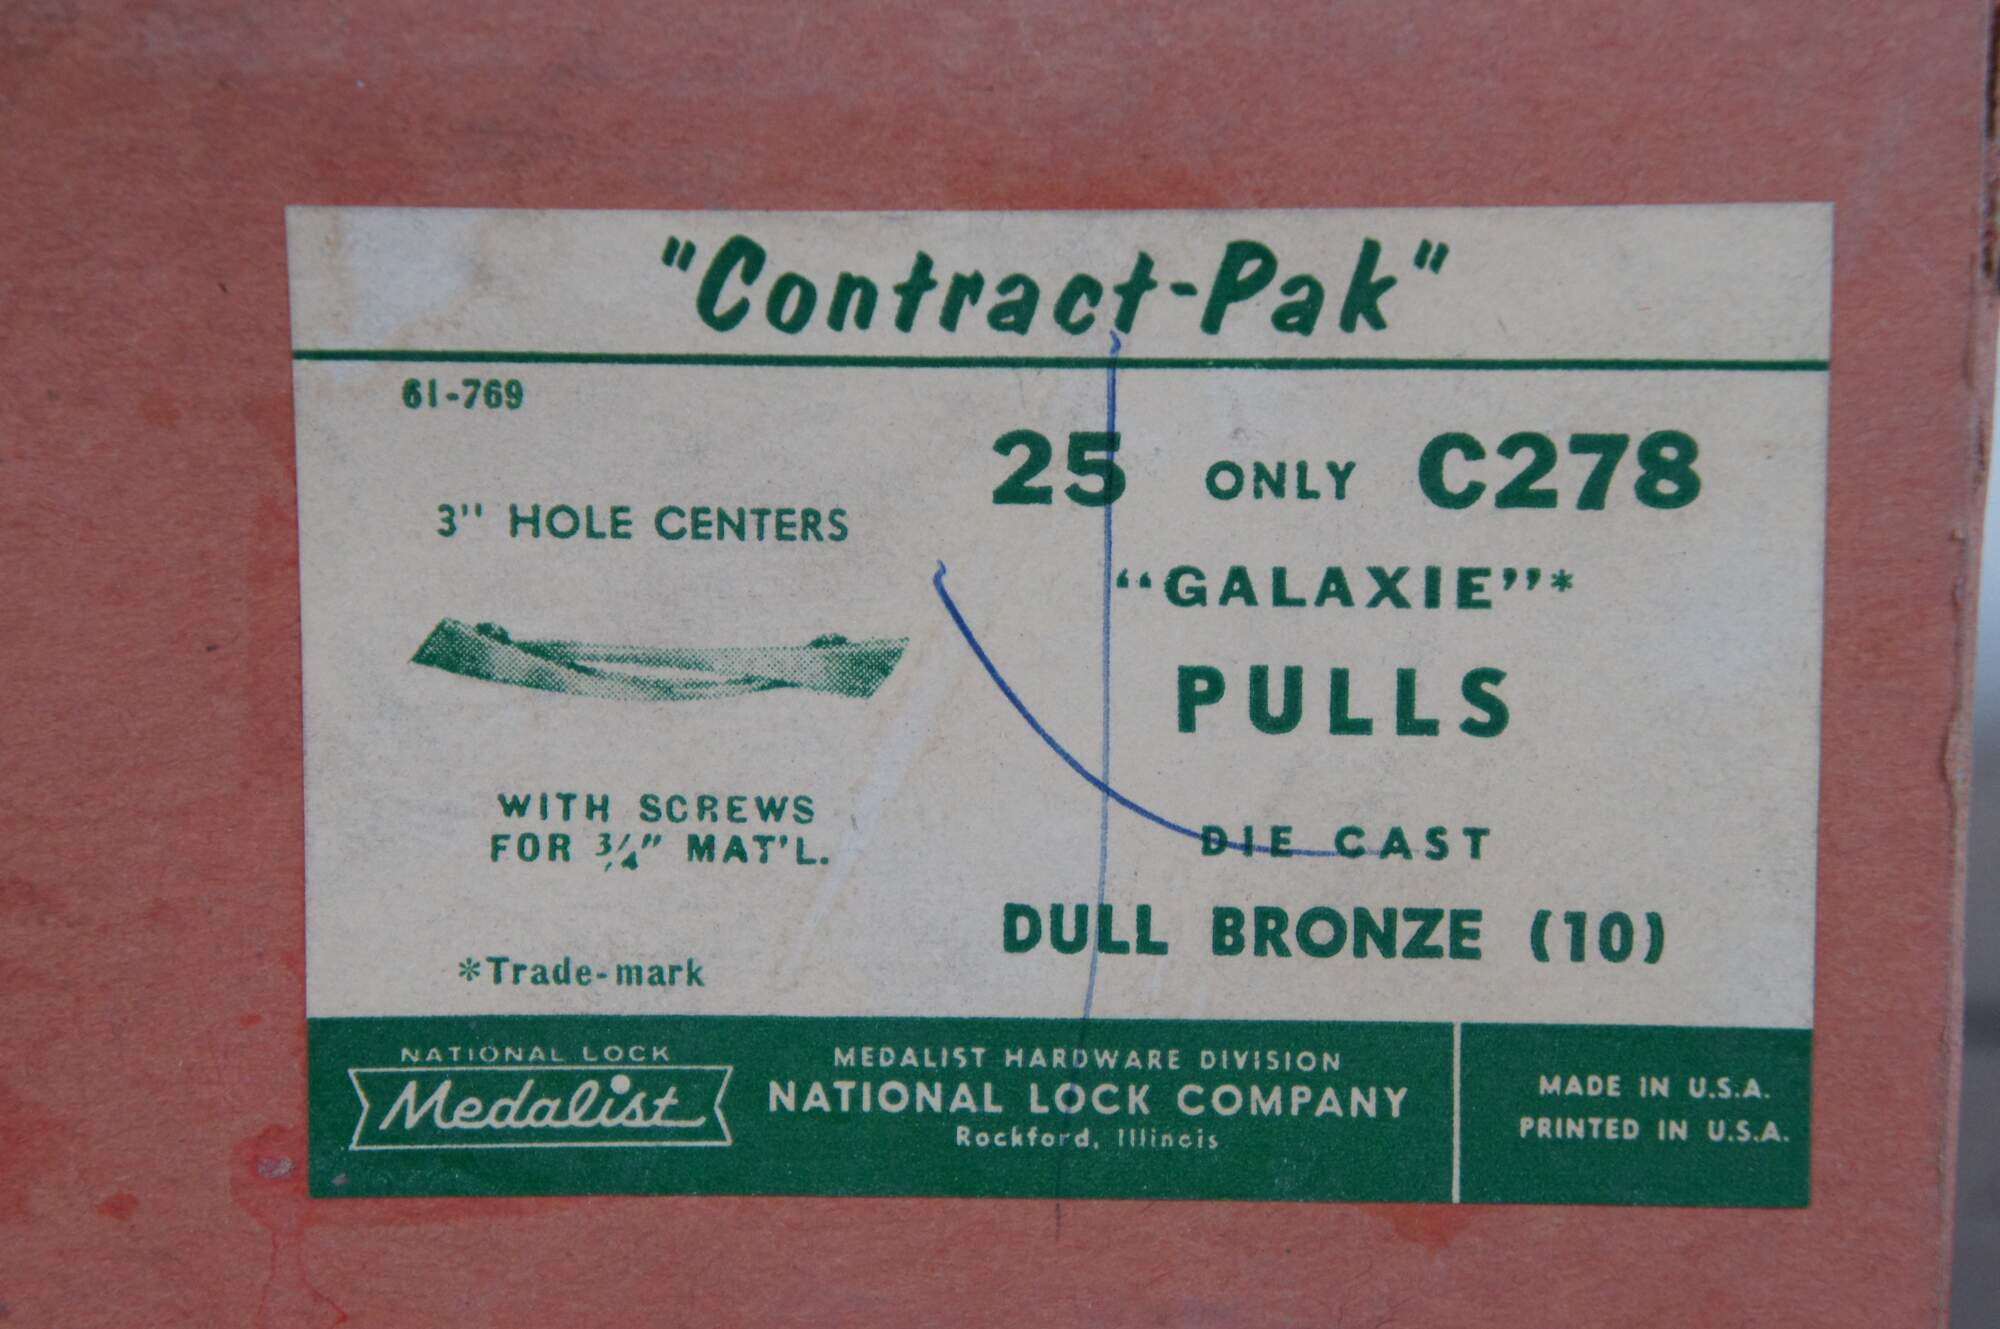 "Contract-Pak"
61-769
25 ONLY C278
3" HOLE CENTERS
"GALAXIE"*
PULLS
WITH SCREWS
FOR 3/4" MAT'L.
DIE CAST
DULL BRONZE (10)
*Trade-mark
NATIONAL LOCK
Medalist
MEDALIST HARDWARE DIVISION
NATIONAL LOCK COMPANY
Rockford, Illinois
MADE IN U.S.A.
PRINTED IN U.S.A.